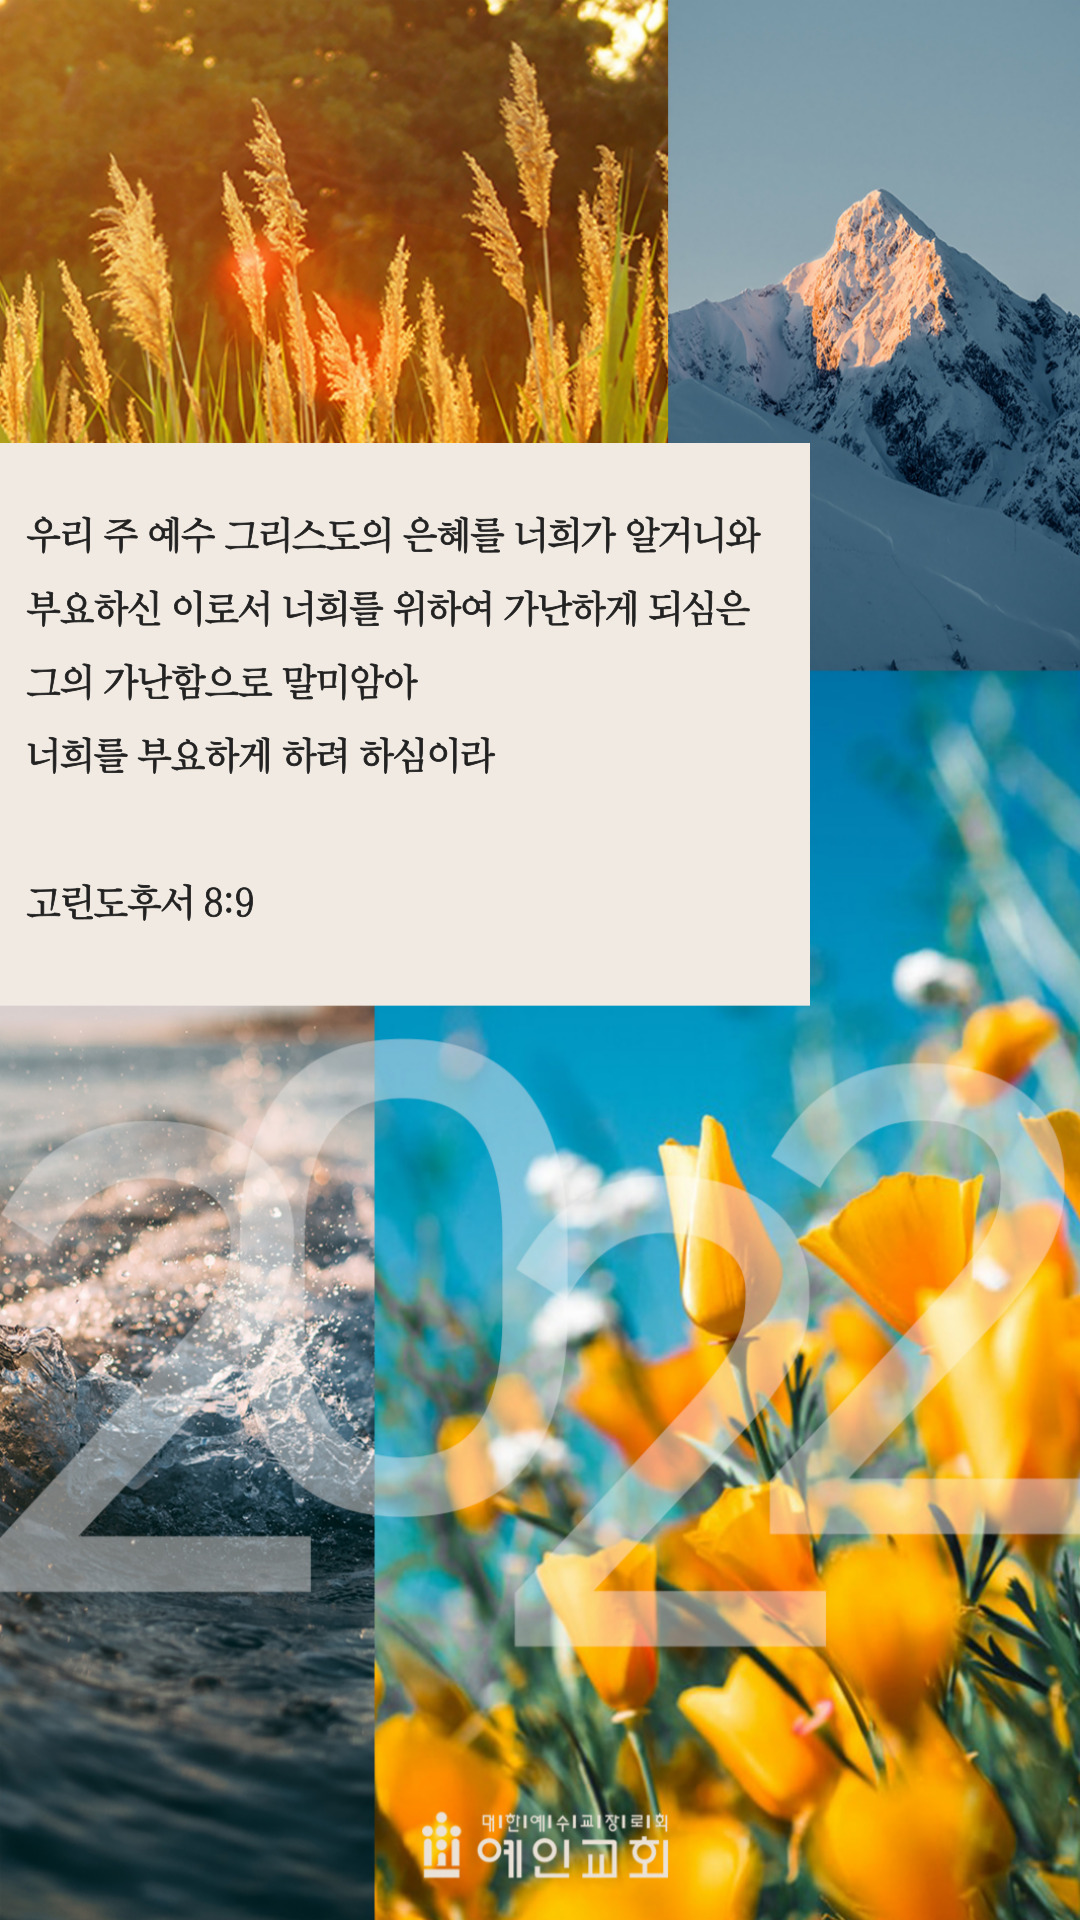 우리 주 예수 그리스도의 은혜를 너희가 알거니와
부요하신 이로서 너희를 위하여 가난하게 되심은
그의 가난함으로 말미암아
너희를 부요하게 하려 하심이라
고린도후서 8:9
2022
대한예수교장로회
예인교회